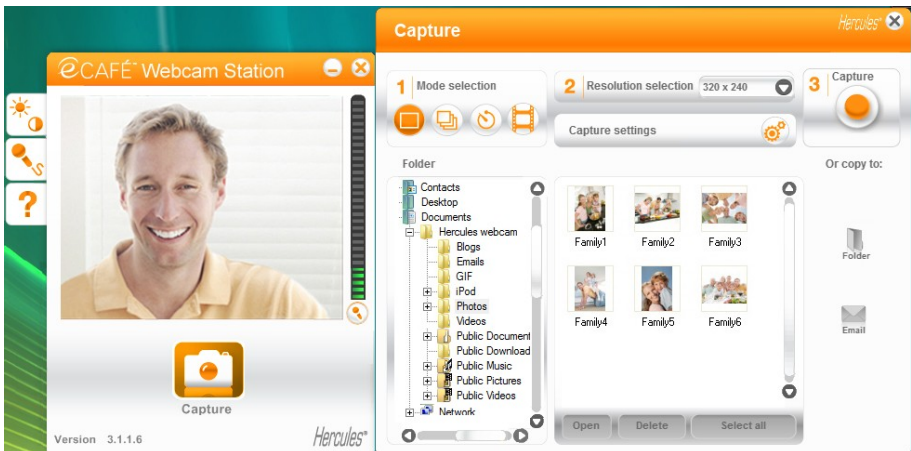 eCAFÉ™ Webcam Station
?
Capture
Version 3.1.1.6
Hercules®
Capture
Hercules®
1 Mode selection
2 Resolution selection 320 x 240
3 Capture
Capture settings
Folder
Or copy to:
Contacts
Desktop
Documents
Hercules webcam
Blogs
Emails
GIF
iPod
Photos
Videos
Public Document
Public Download
Public Music
Public Pictures
Public Videos
Network
Family1 Family2 Family3
Family4 Family5 Family6
Folder
Email
Open Delete Select all